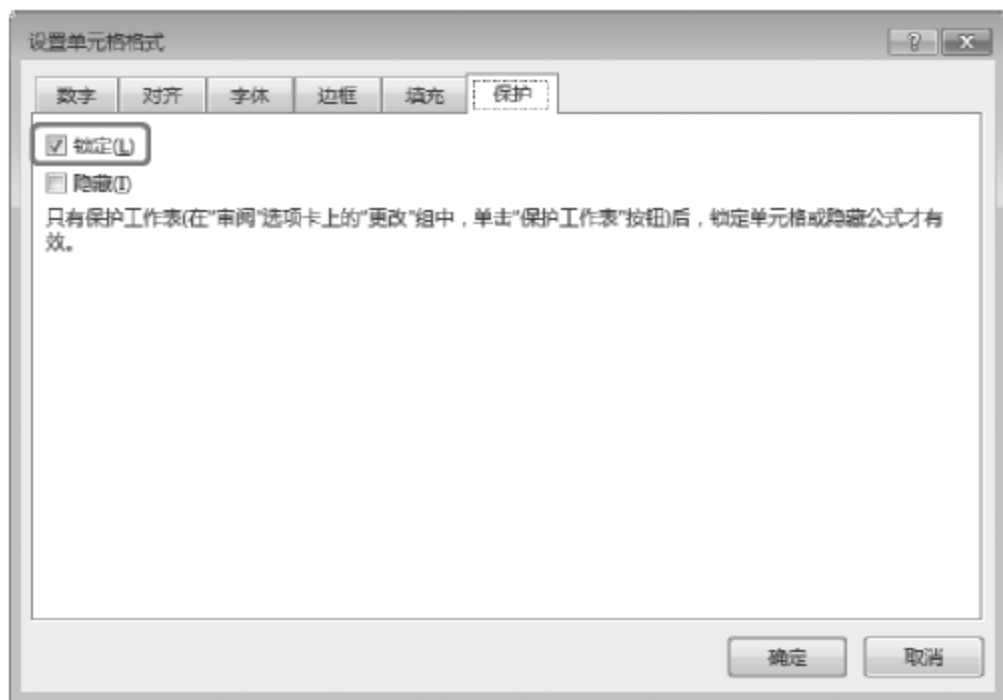 设置单元格格式
数字 对齐 字体 边框 填充 保护
锁定(L)
隐藏(I)
只有保护工作表(在"审阅"选项卡上的"更改"组中，单击"保护工作表"按钮)后，锁定单元格或隐藏公式才有
效。
确定 取消